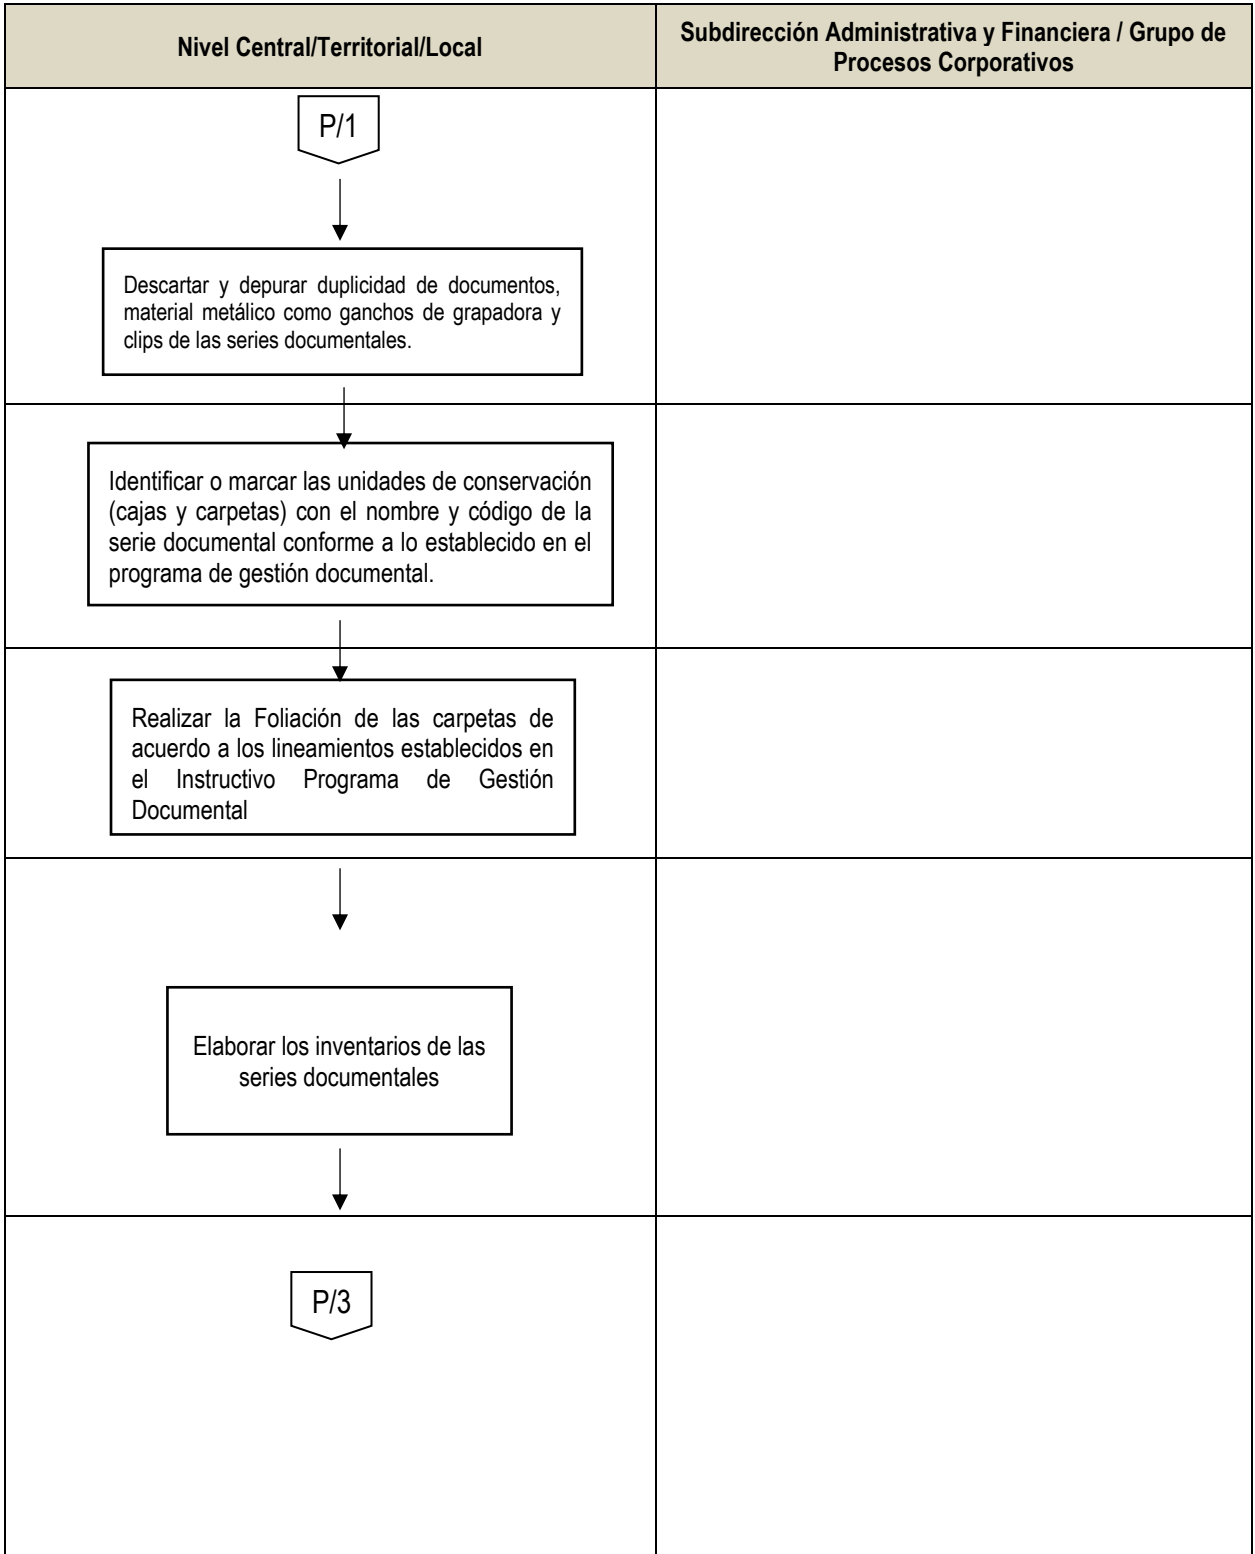 Nivel Central/Territorial/Local
Subdirección Administrativa y Financiera / Grupo de
Procesos Corporativos
P/1
Descartar y depurar duplicidad de documentos,
material metálico como ganchos de grapadora y
clips de las series documentales.
Identificar o marcar las unidades de conservación
(cajas y carpetas) con el nombre y código de la
serie documental conforme a lo establecido en el
programa de gestión documental.
Realizar la Foliación de las carpetas de
acuerdo a los lineamientos establecidos en
el Instructivo Programa de Gestión
Documental
Elaborar los inventarios de las
series documentales
P/3